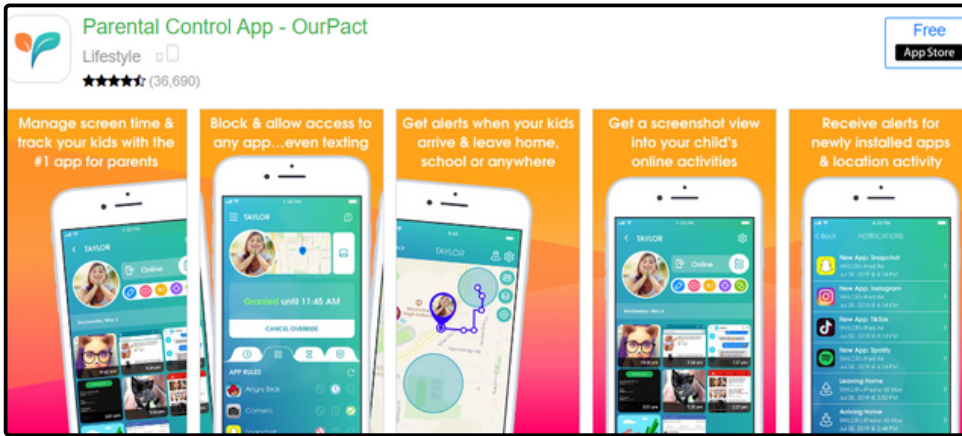 Parental Control App - OurPact
Lifestyle
(36,690)
Free
App Store
Manage screen time &
track your kids with the
#1 app for parents
Block & allow access to
any app...even texting
Get alerts when your kids
arrive & leave home,
school or anywhere
Get a screenshot view
into your child's
online activities
Receive alerts for
newly installed apps
& location activity
TAYLOR
Online
TAYLOR
Granted until 11:45 AM
CANCEL OVERRIDE
APP RULES
Angry Birds
Camera
Snapchat
TAYLOR
TAYLOR
Online
Back
NOTIFICATIONS
New App: Snapchat
New App: Instagram
New App: TikTok
New App: Spotify
Leaving Home
Arriving Home